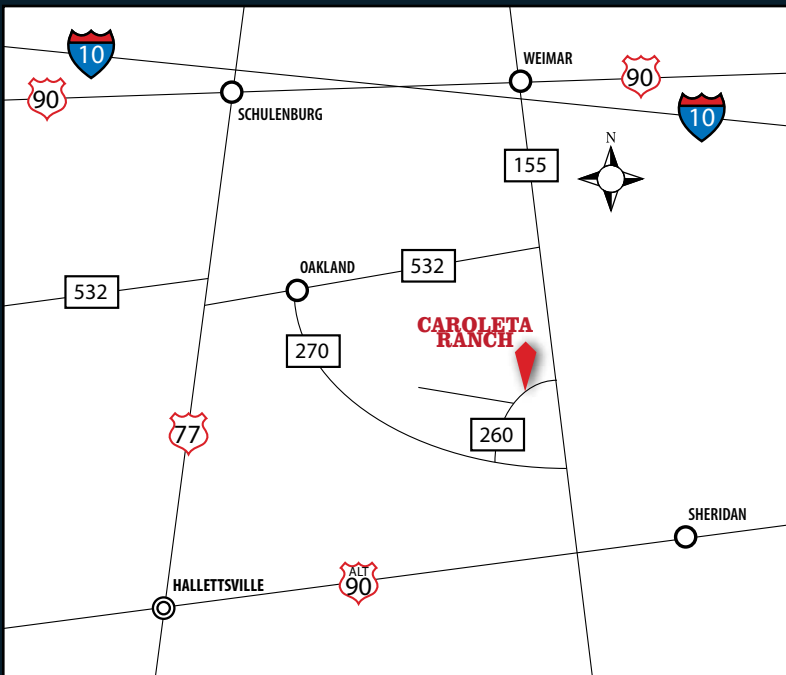 10
WEIMAR
90
90
SCHULENBURG
10
N
155
OAKLAND
532
532
CAROLETA
RANCH
270
77
260
SHERIDAN
ALT
90
HALLETTSVILLE